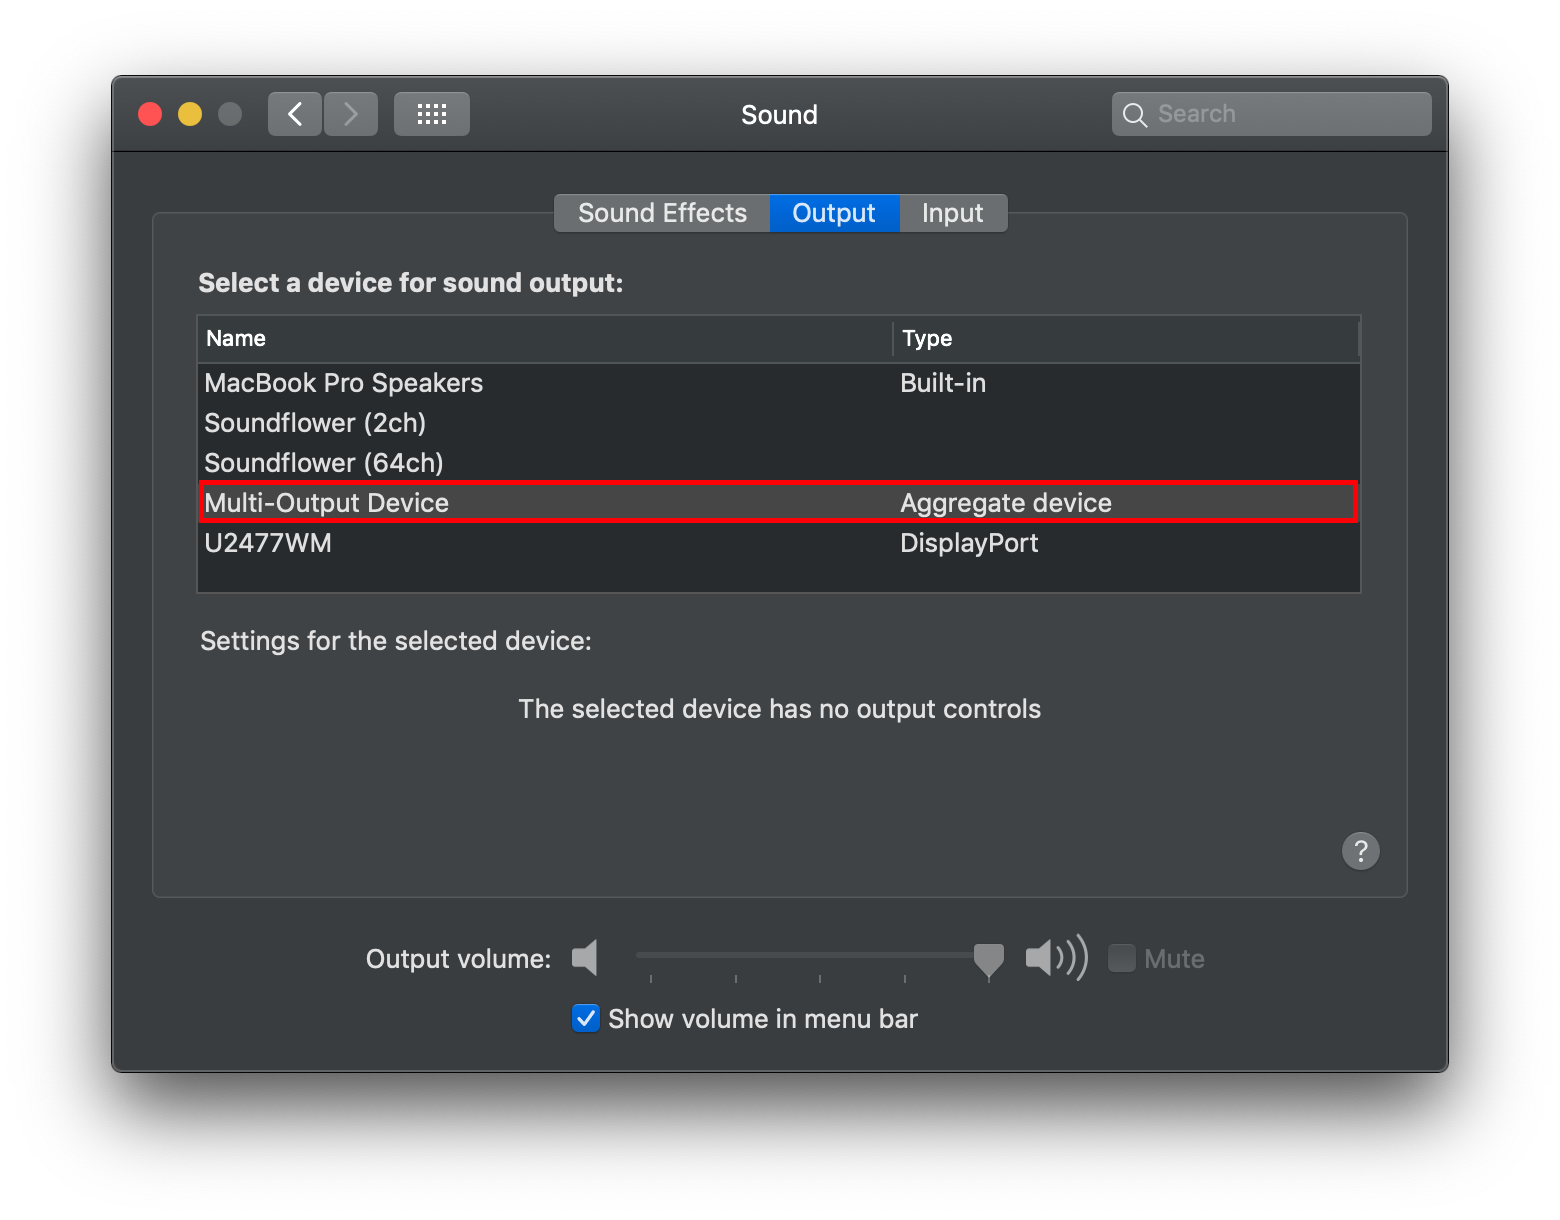 Sound
Search
Sound Effects Output Input
Select a device for sound output:
Name Type
MacBook Pro Speakers Built-in
Soundflower (2ch)
Soundflower (64ch)
Multi-Output Device Aggregate device
U2477WM DisplayPort
Settings for the selected device:
The selected device has no output controls
?
Output volume: Mute
Show volume in menu bar